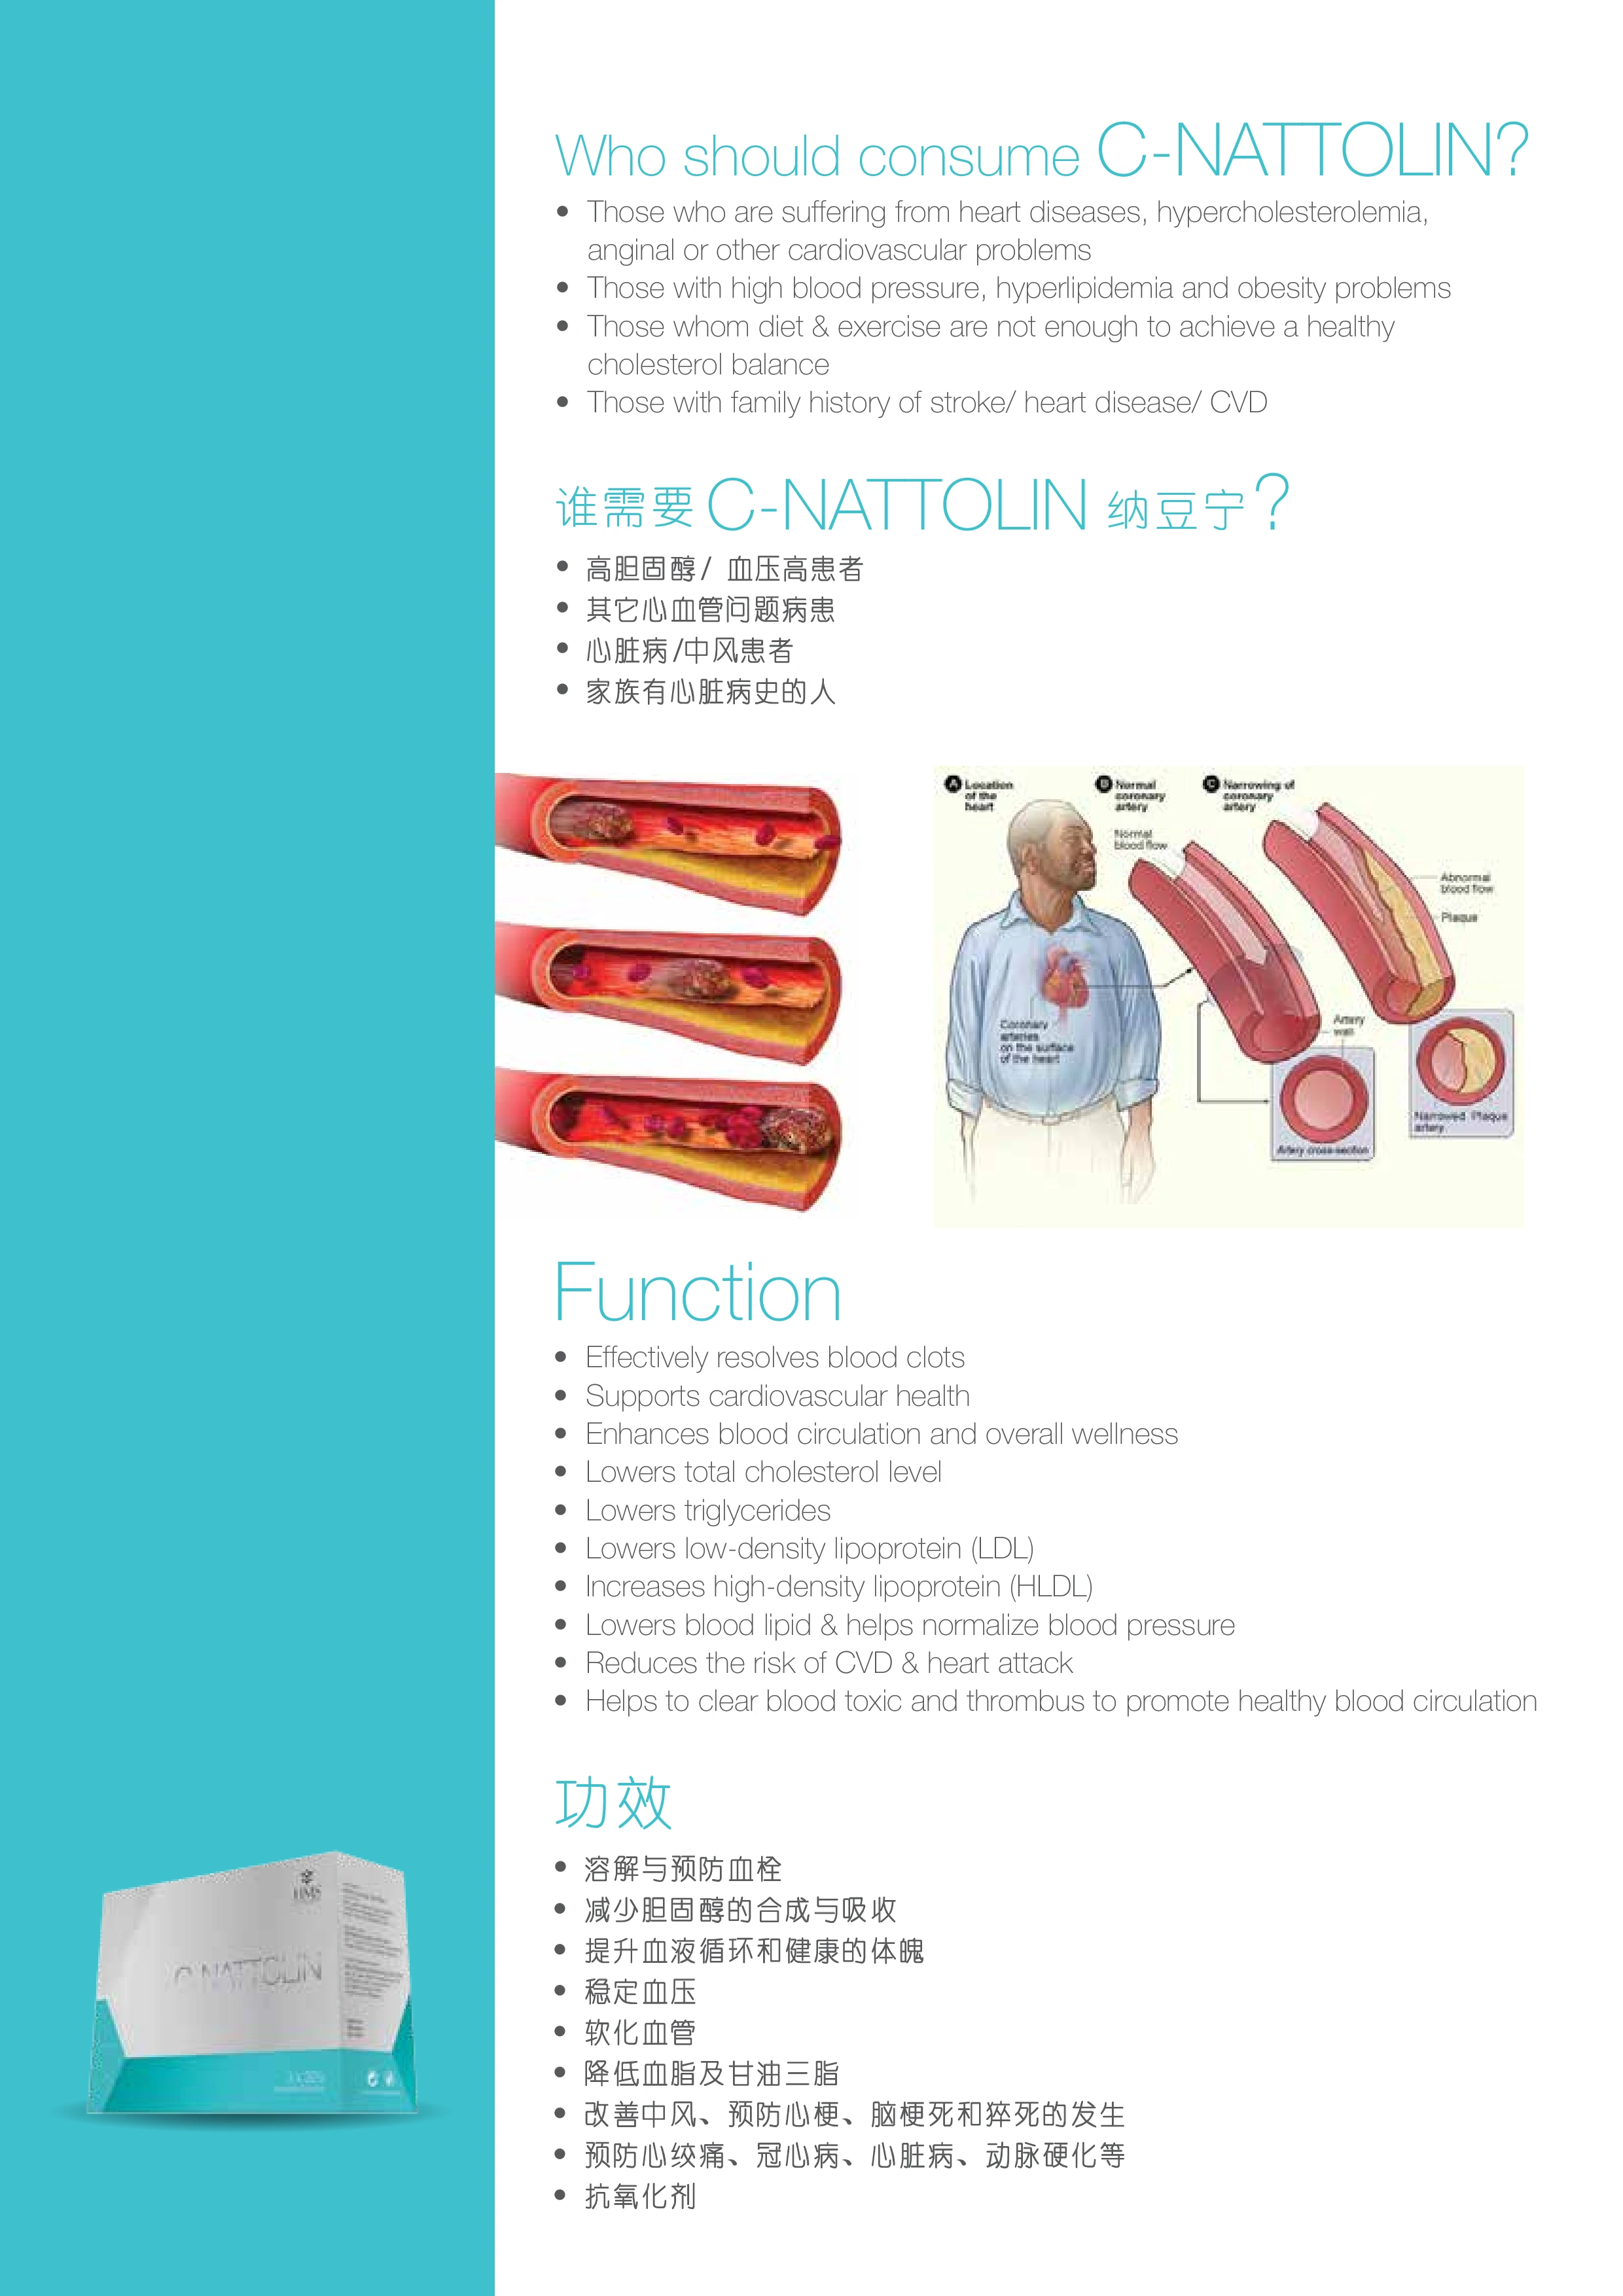 Who should consume C-NATTOLIN?
• Those who are suffering from heart diseases, hypercholesterolemia,
anginal or other cardiovascular problems
• Those with high blood pressure, hyperlipidemia and obesity problems
• Those whom diet & exercise are not enough to achieve a healthy
cholesterol balance
• Those with family history of stroke/ heart disease/ CVD
谁需要 C-NATTOLIN 纳豆宁?
• 高胆固醇/ 血压高患者
• 其它心血管问题病患
• 心脏病/中风患者
• 家族有心脏病史的人
A Location
of the
heart
B Normal
coronary
artery
C Narrowing of
coronary
artery
Normal
blood flow
Abnormal
blood flow
Plaque
Coronary
arteries
on the surface
of the heart
Artery
wall
Narrowed Plaque
artery
Artery cross-section
Function
• Effectively resolves blood clots
• Supports cardiovascular health
• Enhances blood circulation and overall wellness
• Lowers total cholesterol level
• Lowers triglycerides
• Lowers low-density lipoprotein (LDL)
• Increases high-density lipoprotein (HLDL)
• Lowers blood lipid & helps normalize blood pressure
• Reduces the risk of CVD & heart attack
• Helps to clear blood toxic and thrombus to promote healthy blood circulation
功效
• 溶解与预防血栓
• 减少胆固醇的合成与吸收
• 提升血液循环和健康的体魄
• 稳定血压
• 软化血管
• 降低血脂及甘油三脂
• 改善中风、预防心梗、脑梗死和猝死的发生
• 预防心绞痛、冠心病、心脏病、动脉硬化等
• 抗氧化剂
HMS
C-NATTOLIN